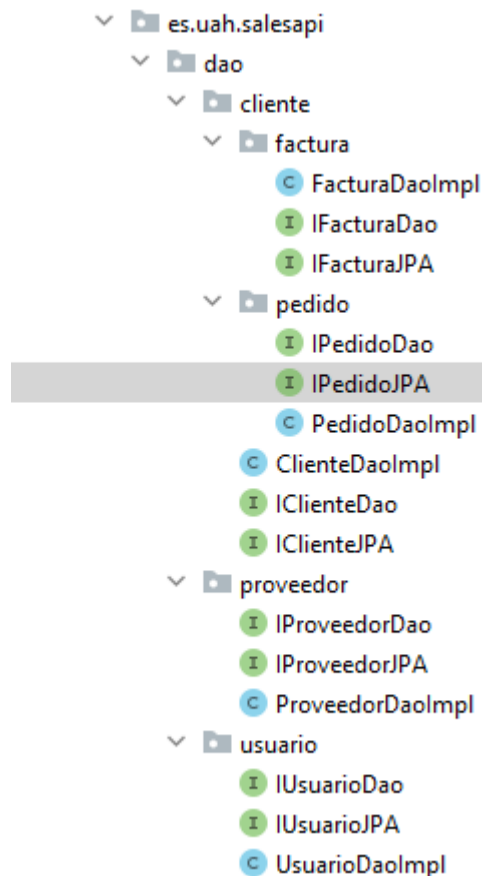 es.uah.salesapi
dao
cliente
factura
C FacturaDaoImpl
I IFacturaDao
I IFacturaJPA
pedido
I IPedidoDao
I IPedidoJPA
C PedidoDaoImpl
C ClienteDaoImpl
I IClienteDao
I IClienteJPA
proveedor
I IProveedorDao
I IProveedorJPA
C ProveedorDaoImpl
usuario
I IUsuarioDao
I IUsuarioJPA
C UsuarioDaoImpl